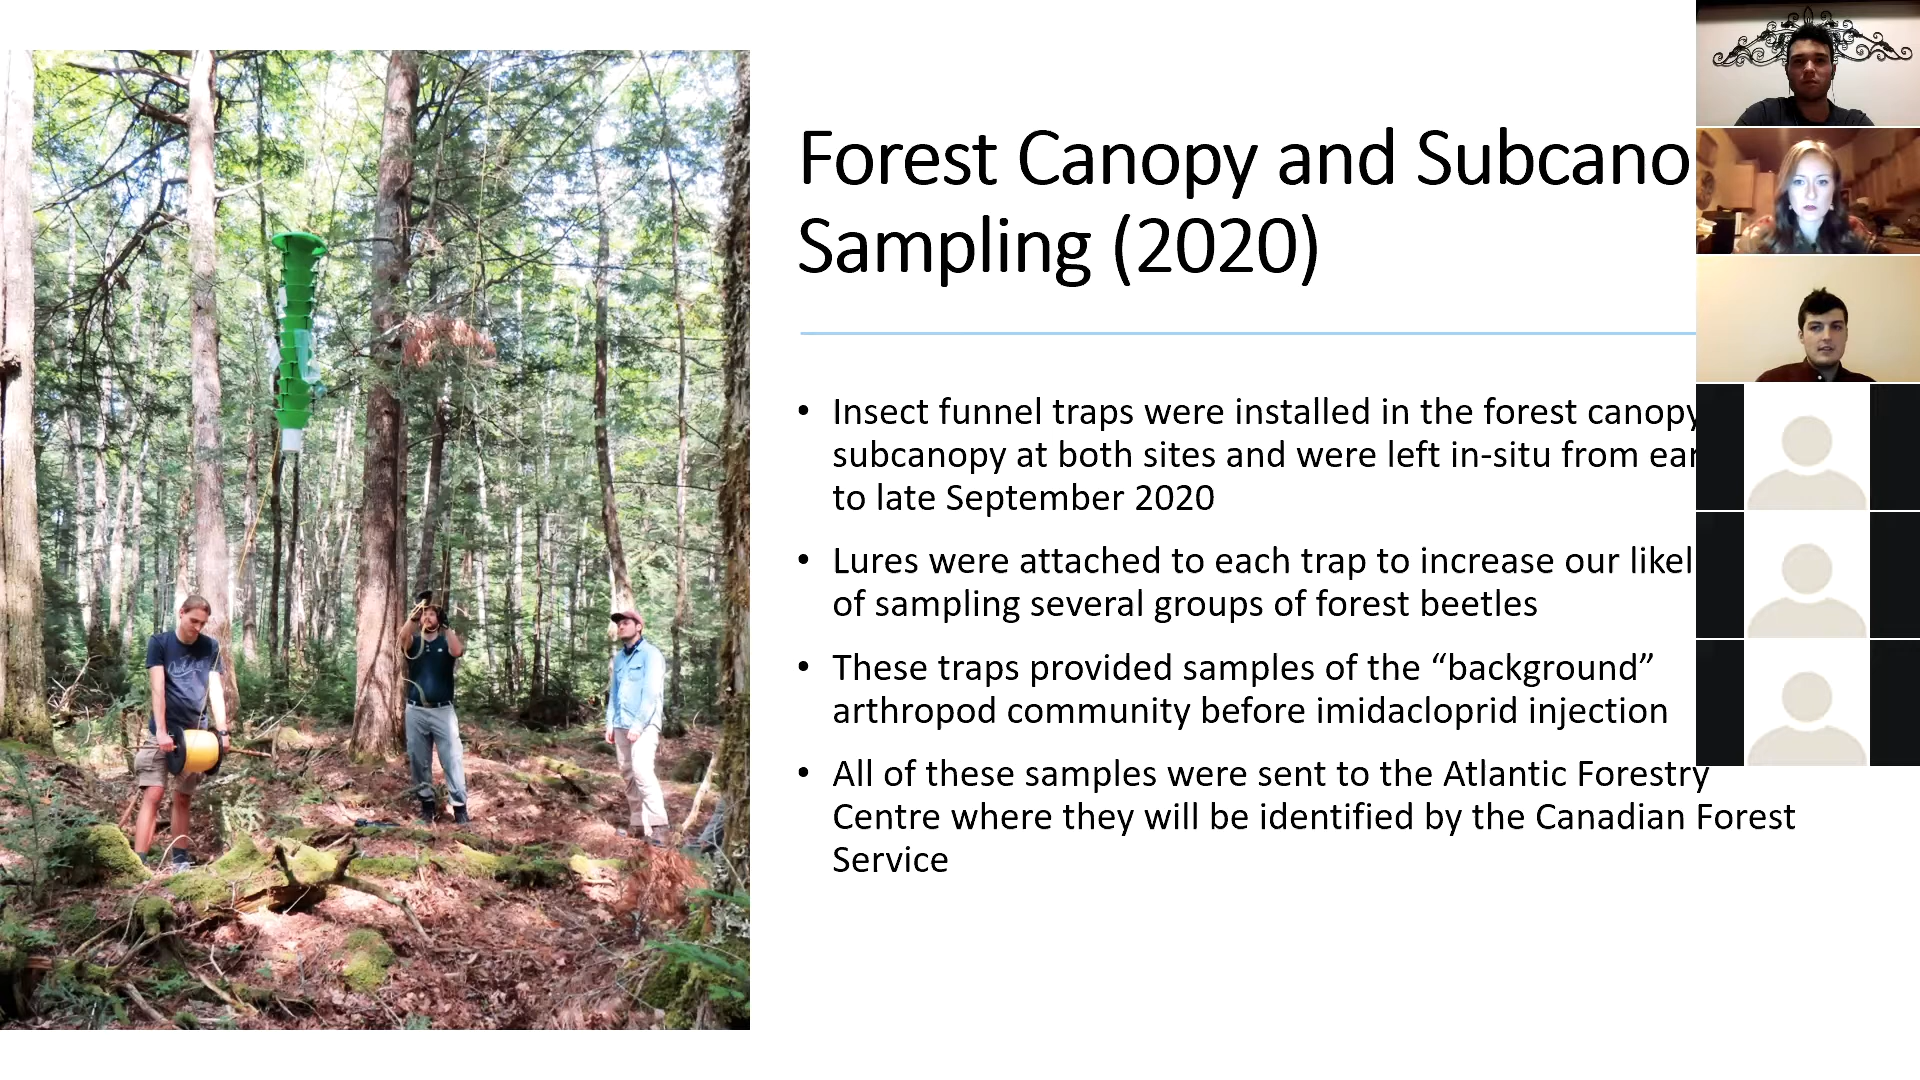 Forest Canopy and Subcano
Sampling (2020)
• Insect funnel traps were installed in the forest canopy
subcanopy at both sites and were left in-situ from ear
to late September 2020
• Lures were attached to each trap to increase our likel
of sampling several groups of forest beetles
• These traps provided samples of the “background”
arthropod community before imidacloprid injection
• All of these samples were sent to the Atlantic Forestry
Centre where they will be identified by the Canadian Forest
Service